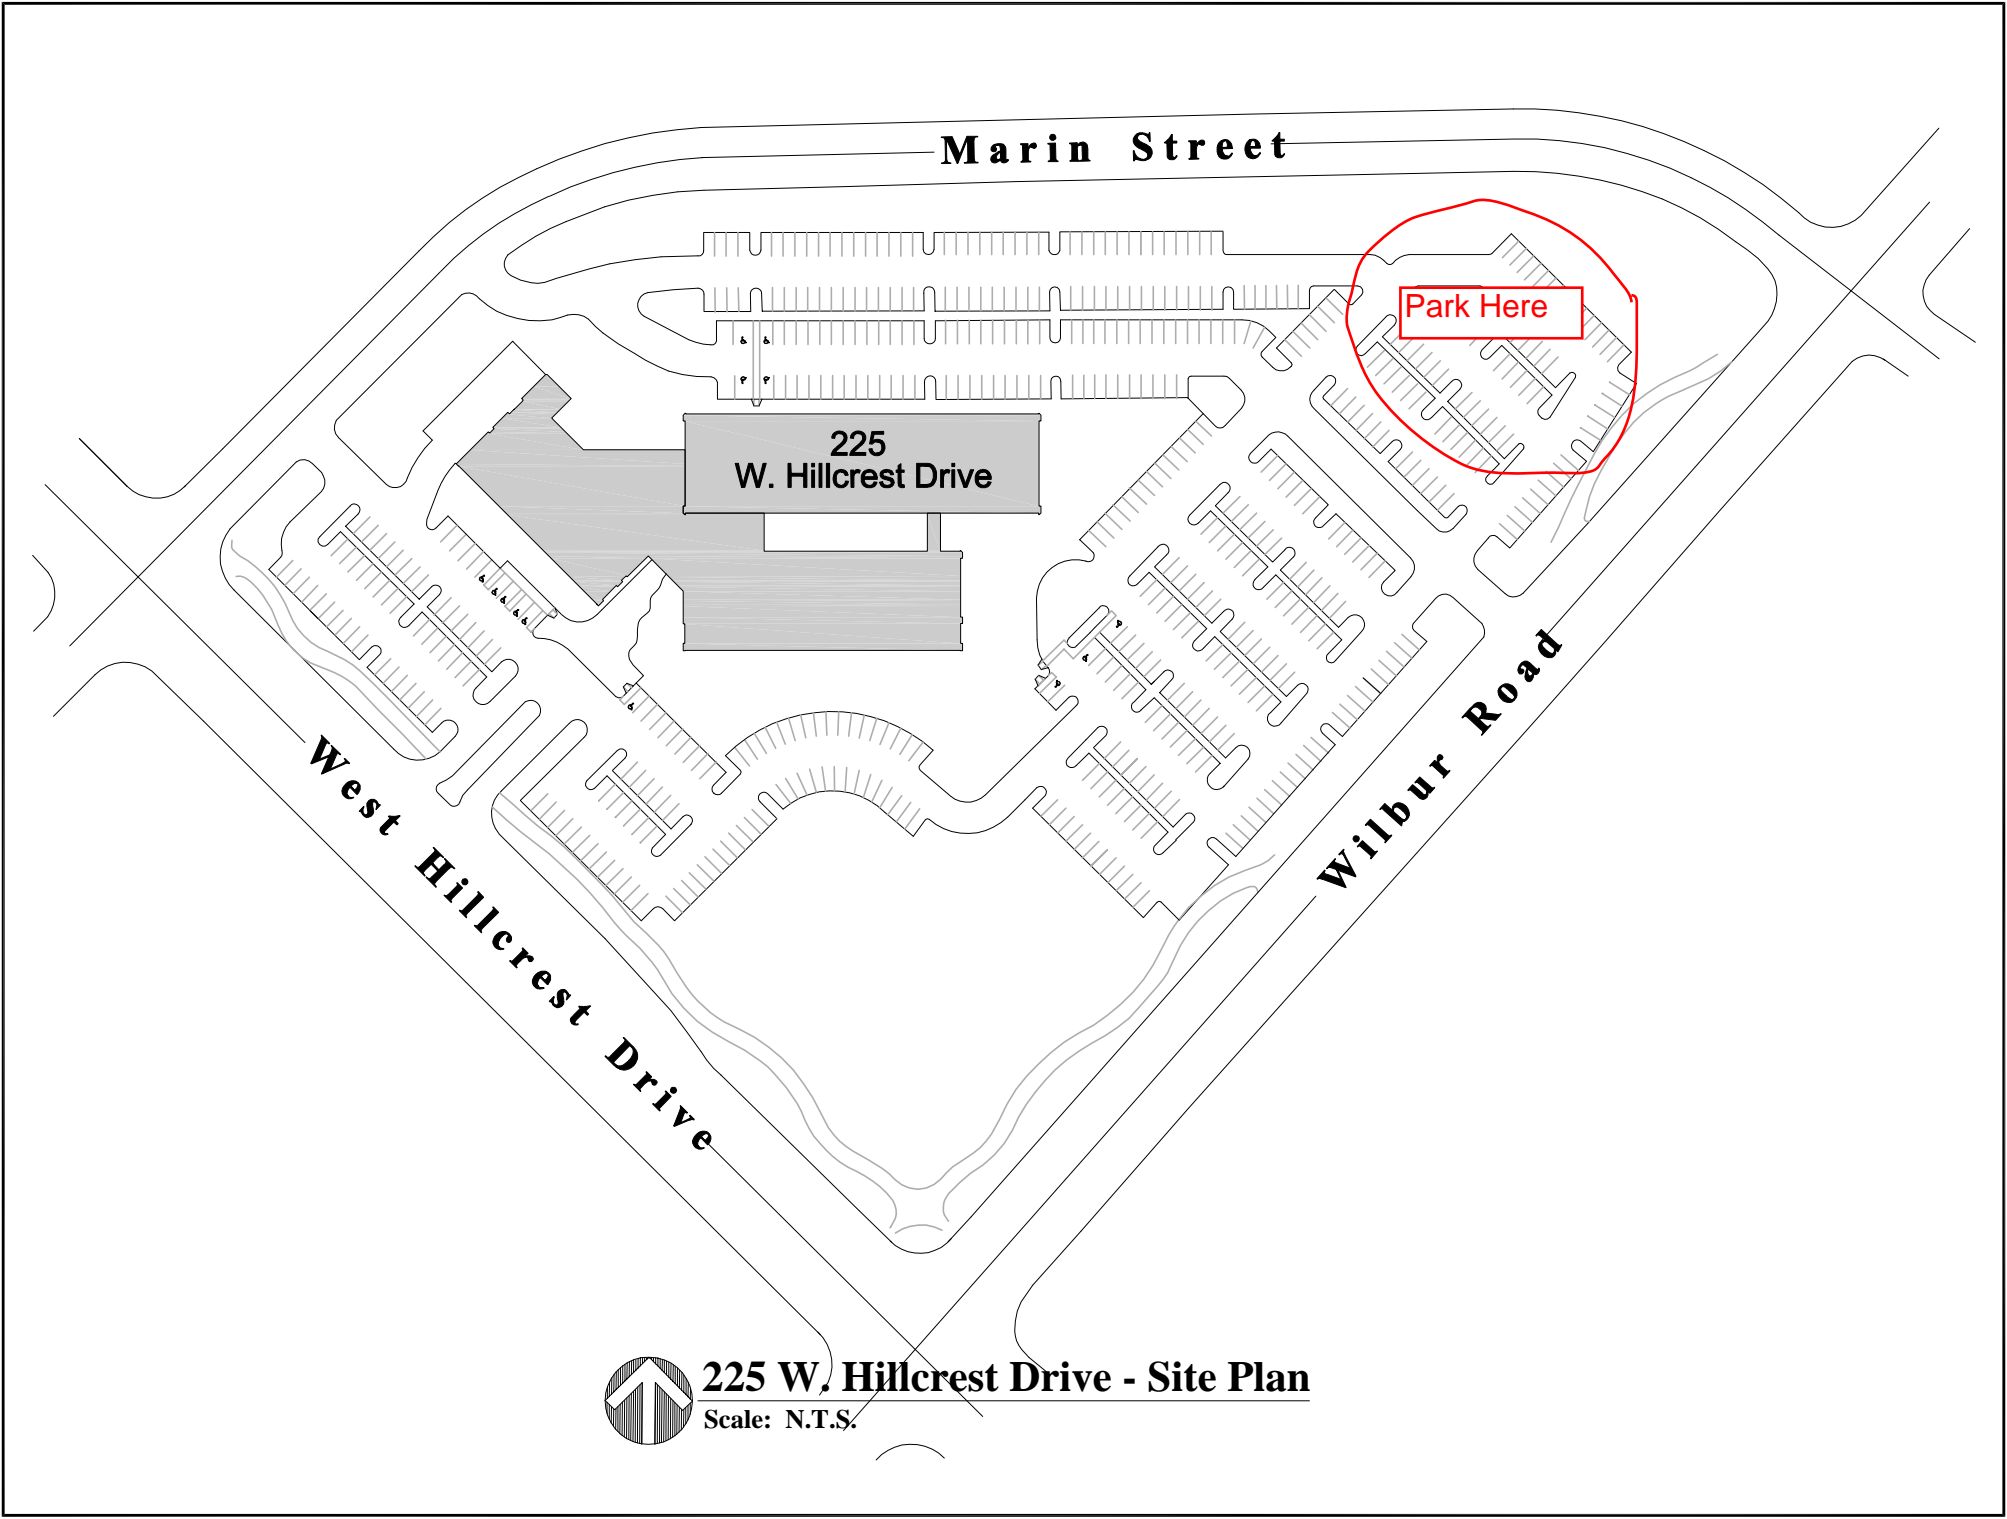 Marin Street
Park Here
225
W. Hillcrest Drive
West Hillcrest Drive
Wilbur Road
225 W. Hillcrest Drive - Site Plan
Scale: N.T.S.